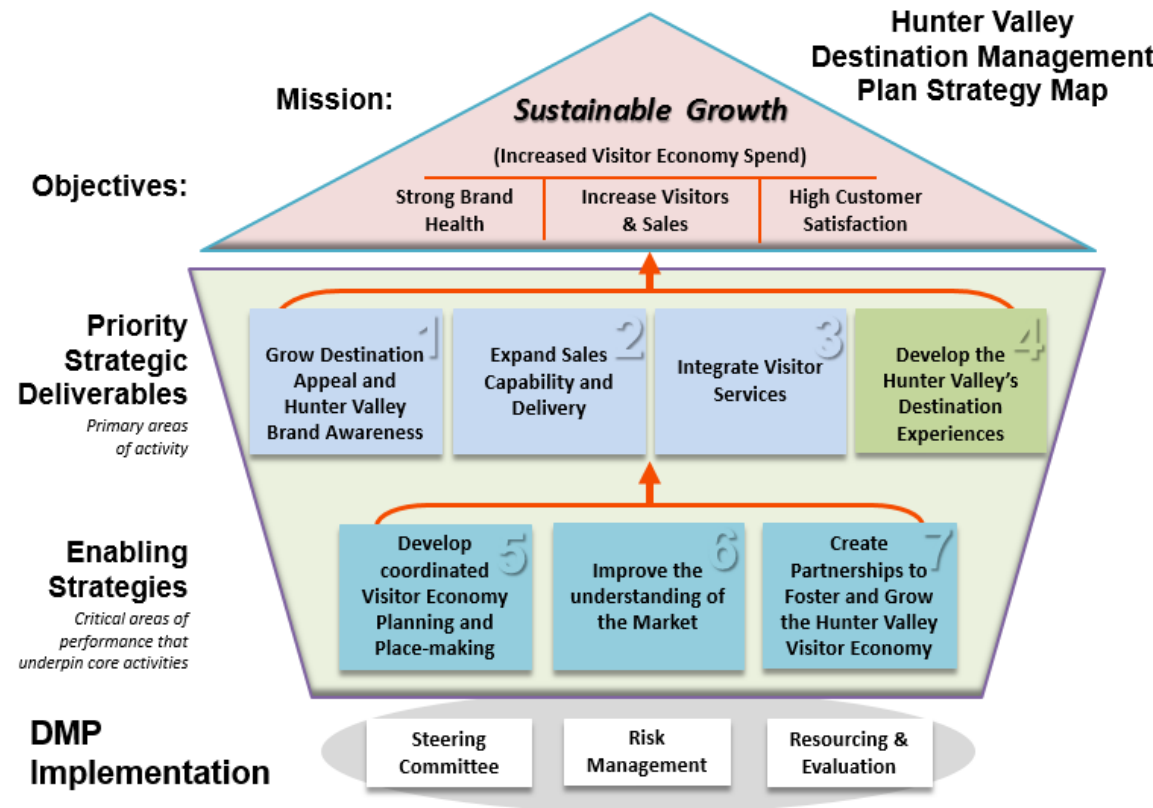 Hunter Valley
Destination Management
Plan Strategy Map
Mission:
Sustainable Growth
(Increased Visitor Economy Spend)
Objectives:
Strong Brand
Health
Increase Visitors
& Sales
High Customer
Satisfaction
Priority
Strategic
Deliverables
Primary areas
of activity
1
Grow Destination
Appeal and
Hunter Valley
Brand Awareness
2
Expand Sales
Capability and
Delivery
3
Integrate Visitor
Services
4
Develop the
Hunter Valley’s
Destination
Experiences
Enabling
Strategies
Critical areas of
performance that
underpin core activities
5
Develop
coordinated
Visitor Economy
Planning and
Place-making
6
Improve the
understanding of
the Market
7
Create
Partnerships to
Foster and Grow
the Hunter Valley
Visitor Economy
DMP
Implementation
Steering
Committee
Risk
Management
Resourcing &
Evaluation